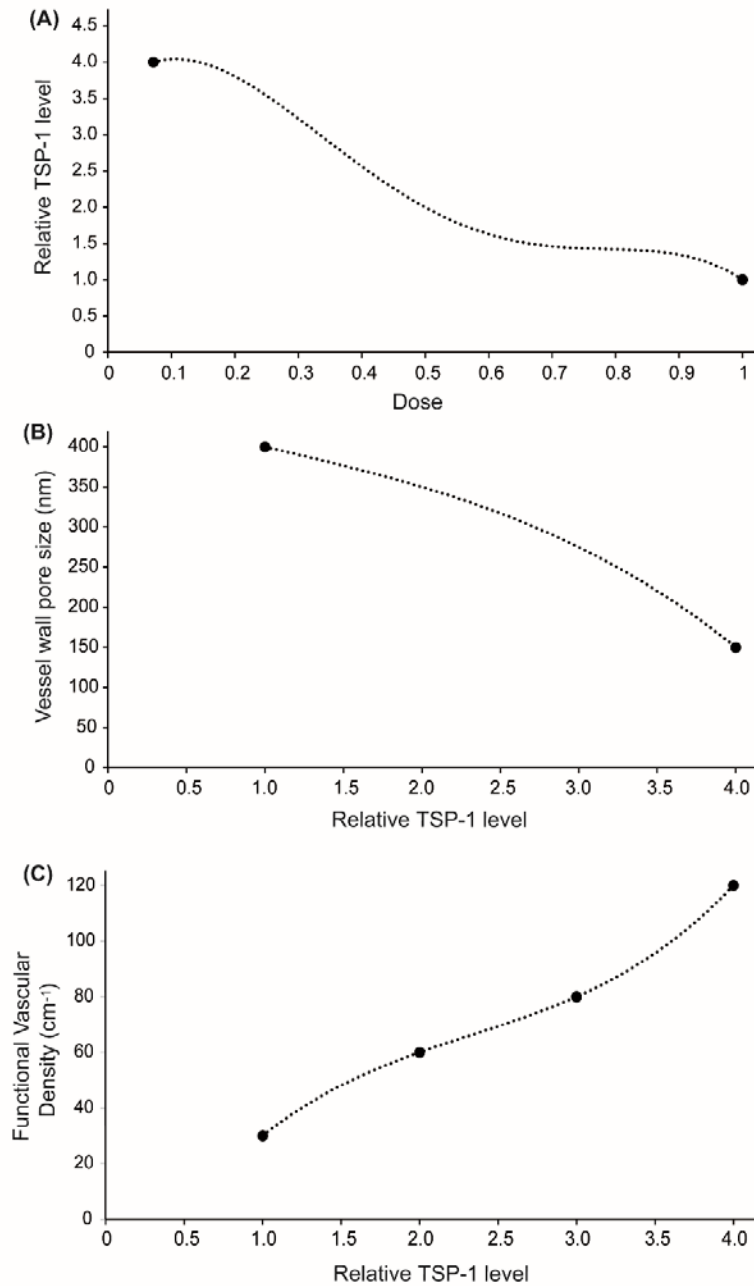 (A)
Relative TSP-1 level
4.5
4.0
3.5
3.0
2.5
2.0
1.5
1.0
0.5
0
0 0.1 0.2 0.3 0.4 0.5 0.6 0.7 0.8 0.9 1
Dose
(B)
Vessel wall pore size (nm)
400
350
300
250
200
150
100
50
0
0 0.5 1.0 1.5 2.0 2.5 3.0 3.5 4.0
Relative TSP-1 level
(C)
Functional Vascular
Density (cm⁻¹)
120
100
80
60
40
20
0
0 0.5 1.0 1.5 2.0 2.5 3.0 3.5 4.0
Relative TSP-1 level